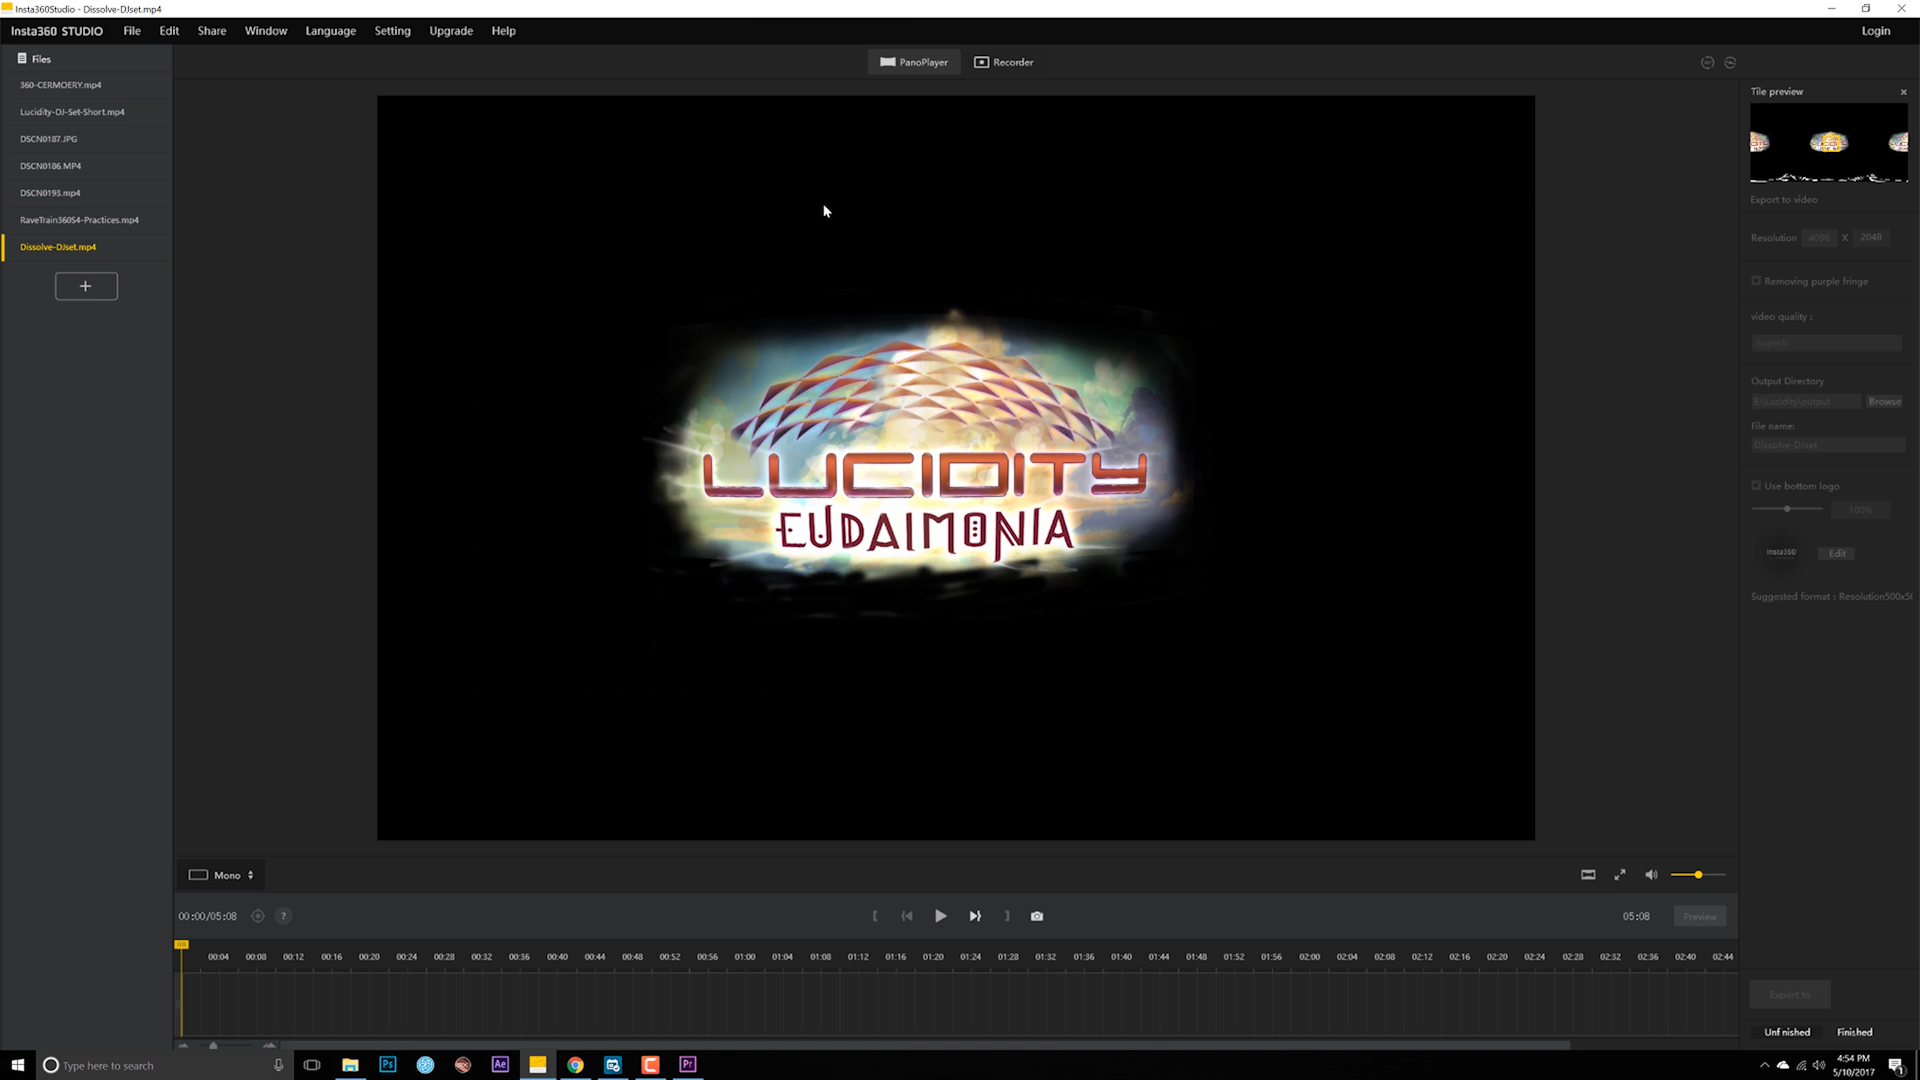 Insta360Studio - Dissolve-DJset.mp4
Insta360 STUDIO File Edit Share Window Language Setting Upgrade Help Login
Files
PanoPlayer Recorder
360-CERMOERY.mp4
Lucidity-DJ-Set-Short.mp4
DSCN0187.JPG
DSCN0186.MP4
DSCN0193.mp4
RaveTrain360S4-Practices.mp4
Dissolve-DJset.mp4
+
LUCIDITY
EUDAIMONIA
Tile preview
Export to video
Resolution 4096 X 2048
Removing purple fringe
video quality :
Superb
Output Directory
E:\Lucidity\output Browse
File name:
Dissolve-DJset
Use bottom logo
100%
Insta360 Edit
Suggested format : Resolution500x50
Mono
00:00/05:08 ? 05:08 Preview
00:04 00:08 00:12 00:16 00:20 00:24 00:28 00:32 00:36 00:40 00:44 00:48 00:52 00:56 01:00 01:04 01:08 01:12 01:16 01:20 01:24 01:28 01:32 01:36 01:40 01:44 01:48 01:52 01:56 02:00 02:04 02:08 02:12 02:16 02:20 02:24 02:28 02:32 02:36 02:40 02:44
Export to
Unfinished Finished
Type here to search Ps Ae Pr
4:54 PM
5/10/2017